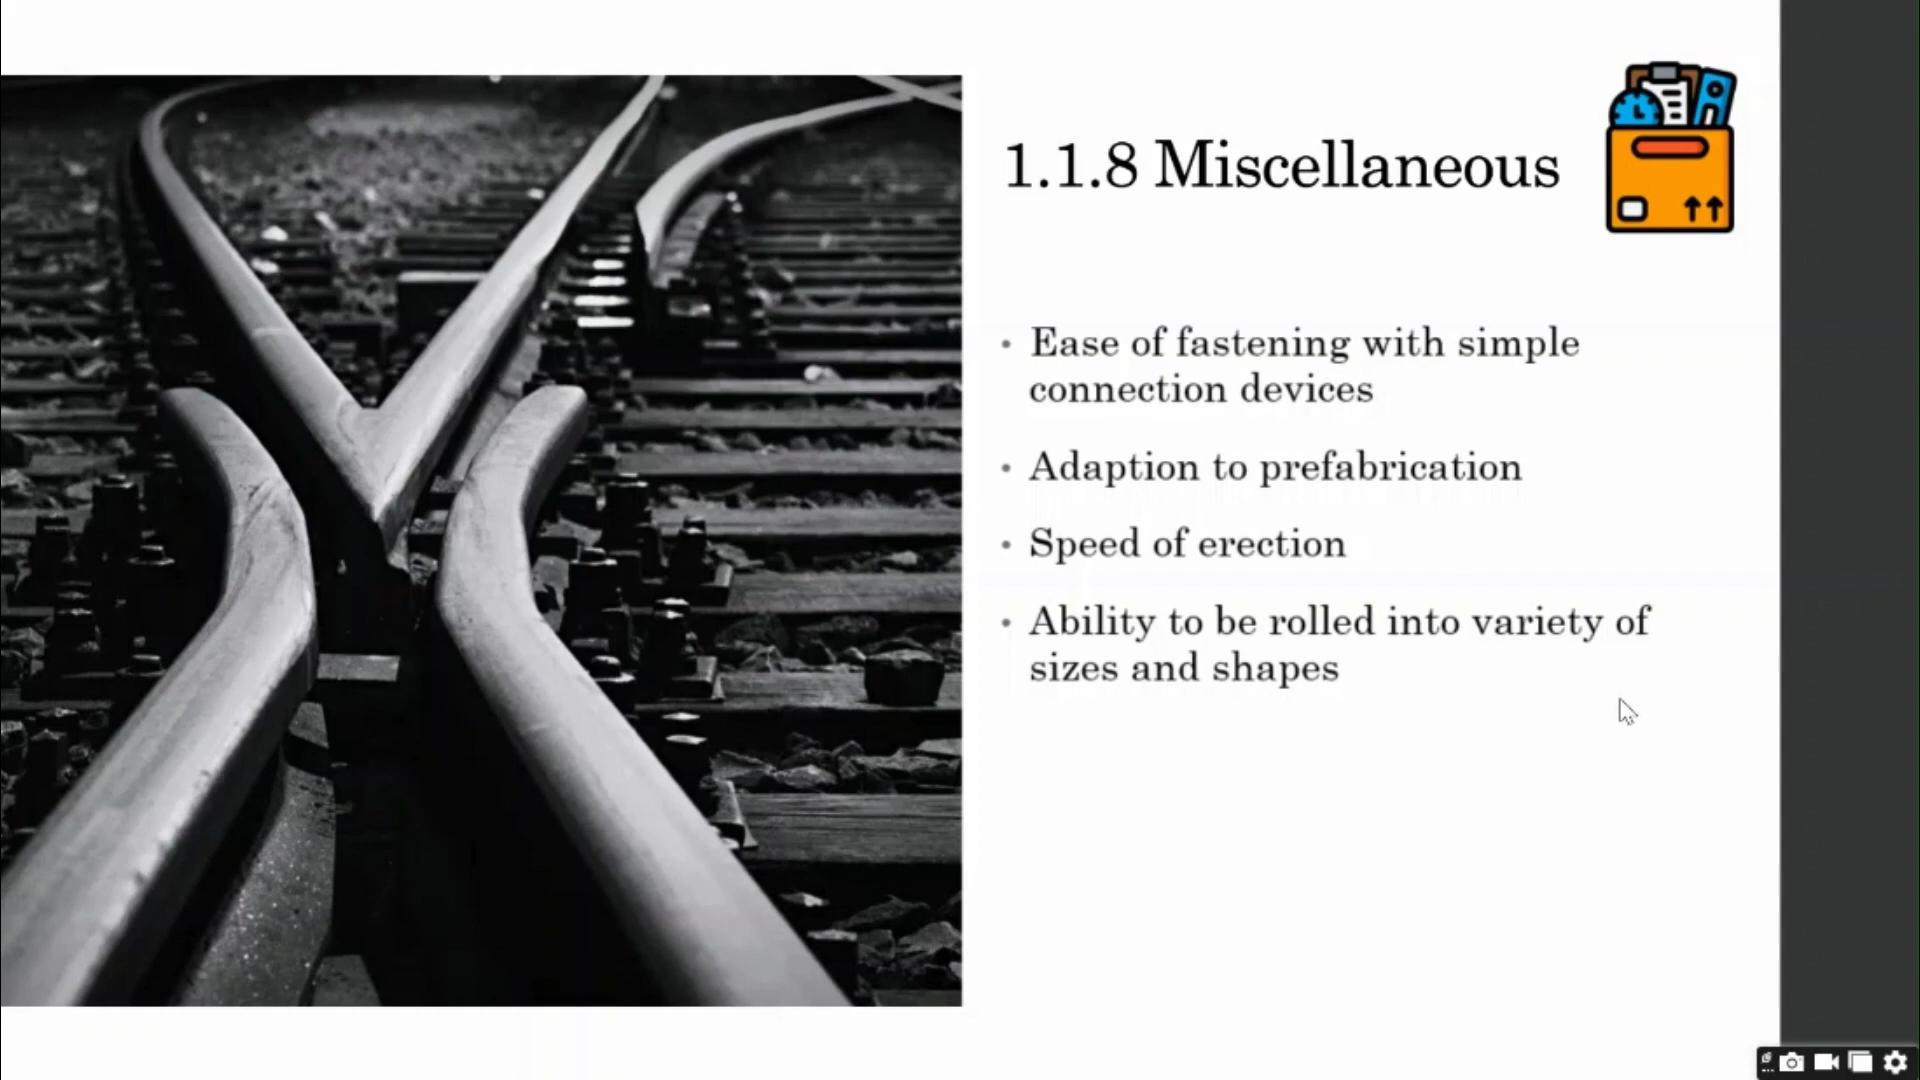 1.1.8 Miscellaneous
• Ease of fastening with simple
connection devices
• Adaption to prefabrication
• Speed of erection
• Ability to be rolled into variety of
sizes and shapes